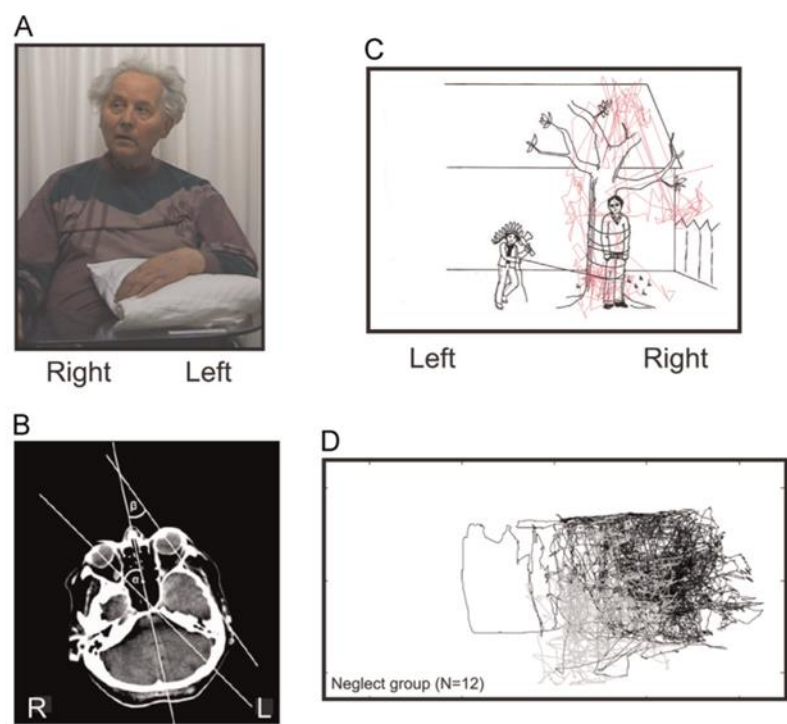 A
C
Right Left
Left Right
B
D
β
α
R L
Neglect group (N=12)